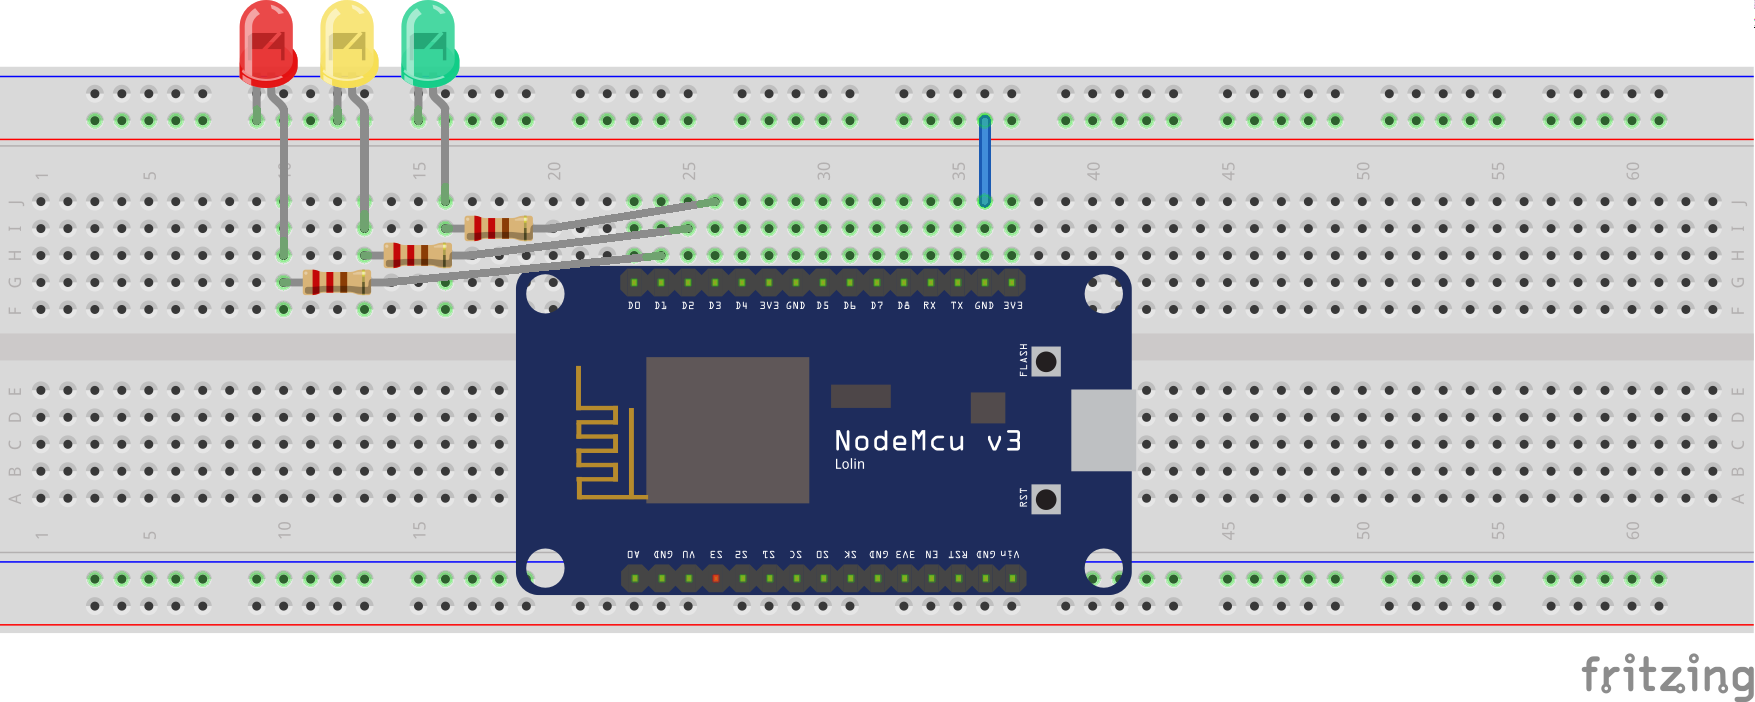 1 5 10 15 20 25 30 35 40 45 50 55 60
J J
I I
H H
G G
F F
D0 D1 D2 D3 D4 3V3 GND D5 D6 D7 D8 RX TX GND 3V3
FLASH
E E
D D
C C
B B
A A
NodeMcu v3
Lolin
RST
1 5 10 15 45 50 55 60
A0 GND VU S3 S2 S1 SC S0 SK GND 3V3 EN RST GND Vin
fritzing